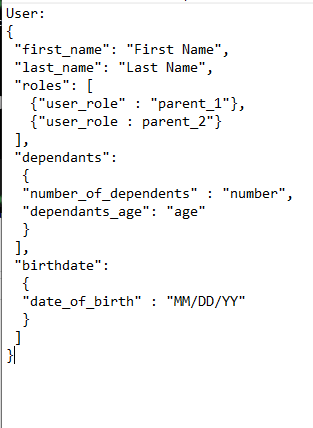 User:
{
 "first_name": "First Name",
 "last_name": "Last Name",
 "roles": [
   {"user_role" : "parent_1"},
   {"user_role : parent_2"}
 ],
 "dependants":
  {
  "number_of_dependents" : "number",
  "dependants_age": "age"
  }
 ],
 "birthdate":
  {
  "date_of_birth" : "MM/DD/YY"
  }
 ]
}